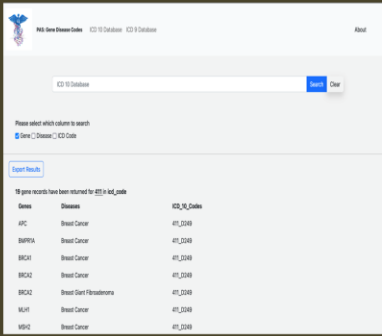 PAS: Gene Disease Codes ICD 10 Database ICD 9 Database About
ICD 10 Database Search Clear
Please select which column to search
Gene Disease ICD Code
Export Results
19 gene records have been returned for 411 in icd_code
Genes Diseases ICD_10_Codes
APC Breast Cancer 411_D249
BMPR1A Breast Cancer 411_D249
BRCA1 Breast Cancer 411_D249
BRCA2 Breast Cancer 411_D249
BRCA2 Breast Giant Fibroadenoma 411_D249
MLH1 Breast Cancer 411_D249
MSH2 Breast Cancer 411_D249